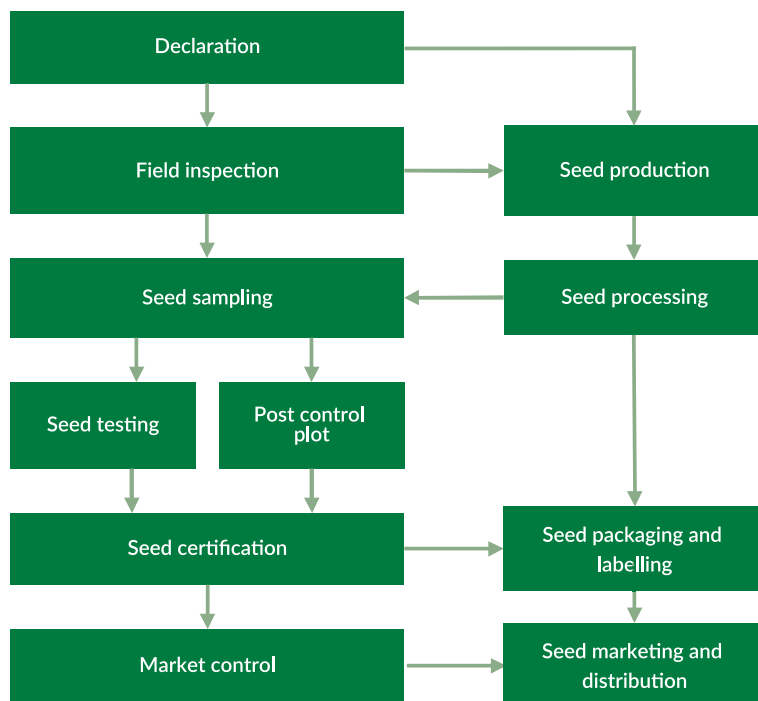 Declaration
Field inspection
Seed production
Seed sampling
Seed processing
Seed testing
Post control
plot
Seed certification
Seed packaging and
labelling
Market control
Seed marketing and
distribution